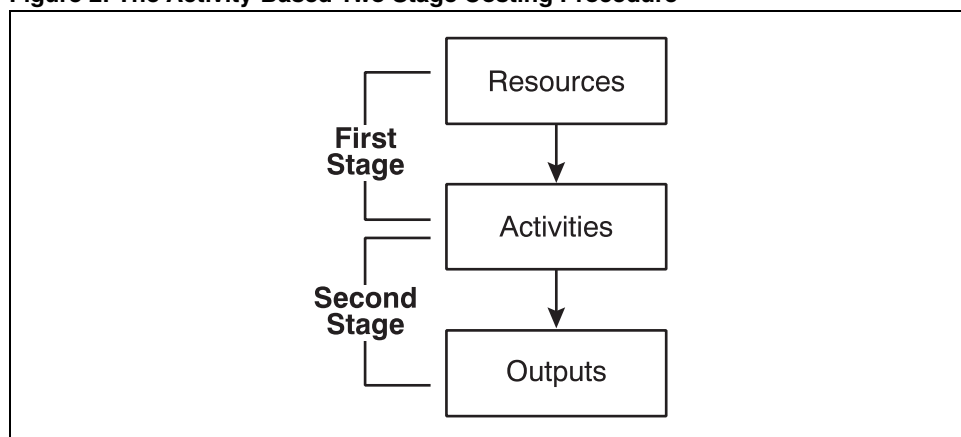 Figure 2. The Activity-Based Two-Stage Costing Procedure
Resources
First
Stage
Activities
Second
Stage
Outputs